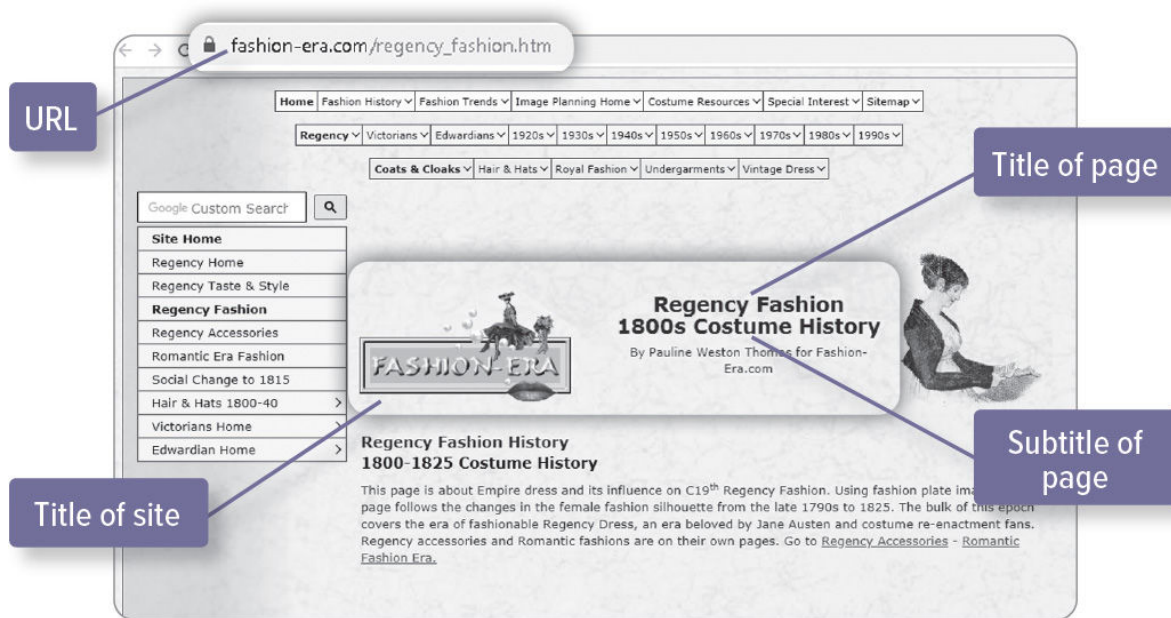 fashion-era.com/regency_fashion.htm
URL
Home Fashion History Fashion Trends Image Planning Home Costume Resources Special Interest Sitemap
Regency Victorians Edwardians 1920s 1930s 1940s 1950s 1960s 1970s 1980s 1990s
Coats & Cloaks Hair & Hats Royal Fashion Undergarments Vintage Dress
Title of page
Google Custom Search
Site Home
Regency Home
Regency Taste & Style
Regency Fashion
Regency Accessories
Romantic Era Fashion
Social Change to 1815
Hair & Hats 1800-40
Victorians Home
Edwardian Home
FASHION-ERA
Regency Fashion
1800s Costume History
By Pauline Weston Thomas for Fashion-
Era.com
Subtitle of
page
Title of site
Regency Fashion History
1800-1825 Costume History
This page is about Empire dress and its influence on C19th Regency Fashion. Using fashion plate
page follows the changes in the female fashion silhouette from the late 1790s to 1825. The bulk of this epoch
covers the era of fashionable Regency Dress, an era beloved by Jane Austen and costume re-enactment fans.
Regency accessories and Romantic fashions are on their own pages. Go to Regency Accessories - Romantic
Fashion Era.